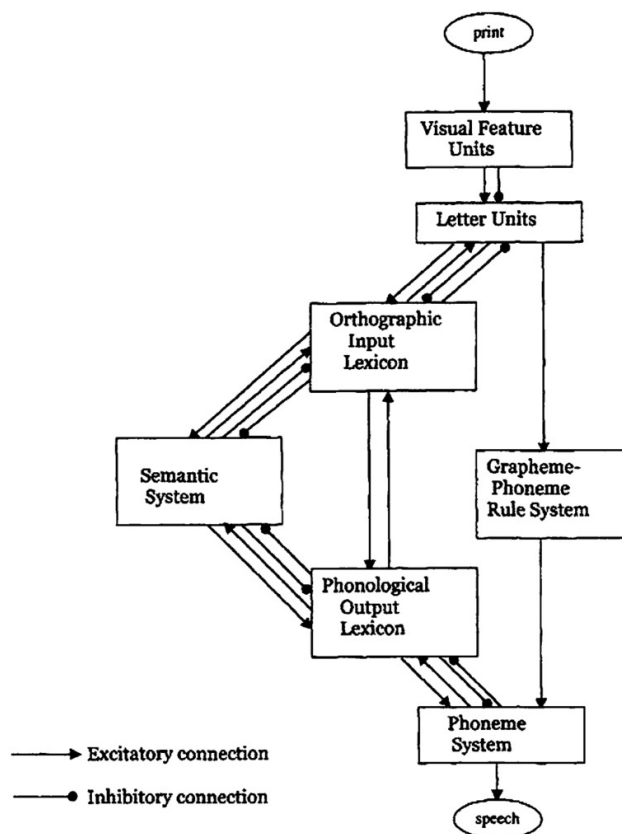 print
Visual Feature
Units
Letter Units
Orthographic
Input
Lexicon
Semantic
System
Grapheme-
Phoneme
Rule System
Phonological
Output
Lexicon
Phoneme
System
Excitatory connection
Inhibitory connection
speech